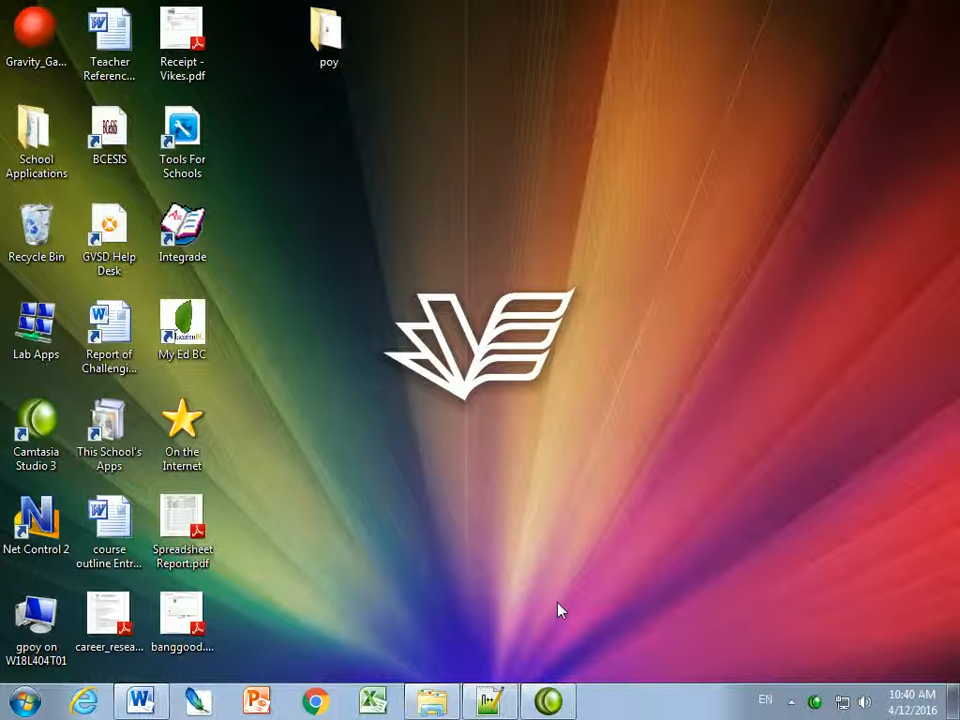 Gravity_Ga...
Teacher
Referenc...
Receipt -
Vikes.pdf
poy
School
Applications
BCESIS
Tools For
Schools
Recycle Bin
GVSD Help
Desk
Integrade
Lab Apps
Report of
Challengi...
My Ed BC
Camtasia
Studio 3
This School's
Apps
On the
Internet
Net Control 2
course
outline Entr...
Spreadsheet
Report.pdf
gpoy on
W18L404T01
career_resea...
banggood....
EN
10:40 AM
4/12/2016